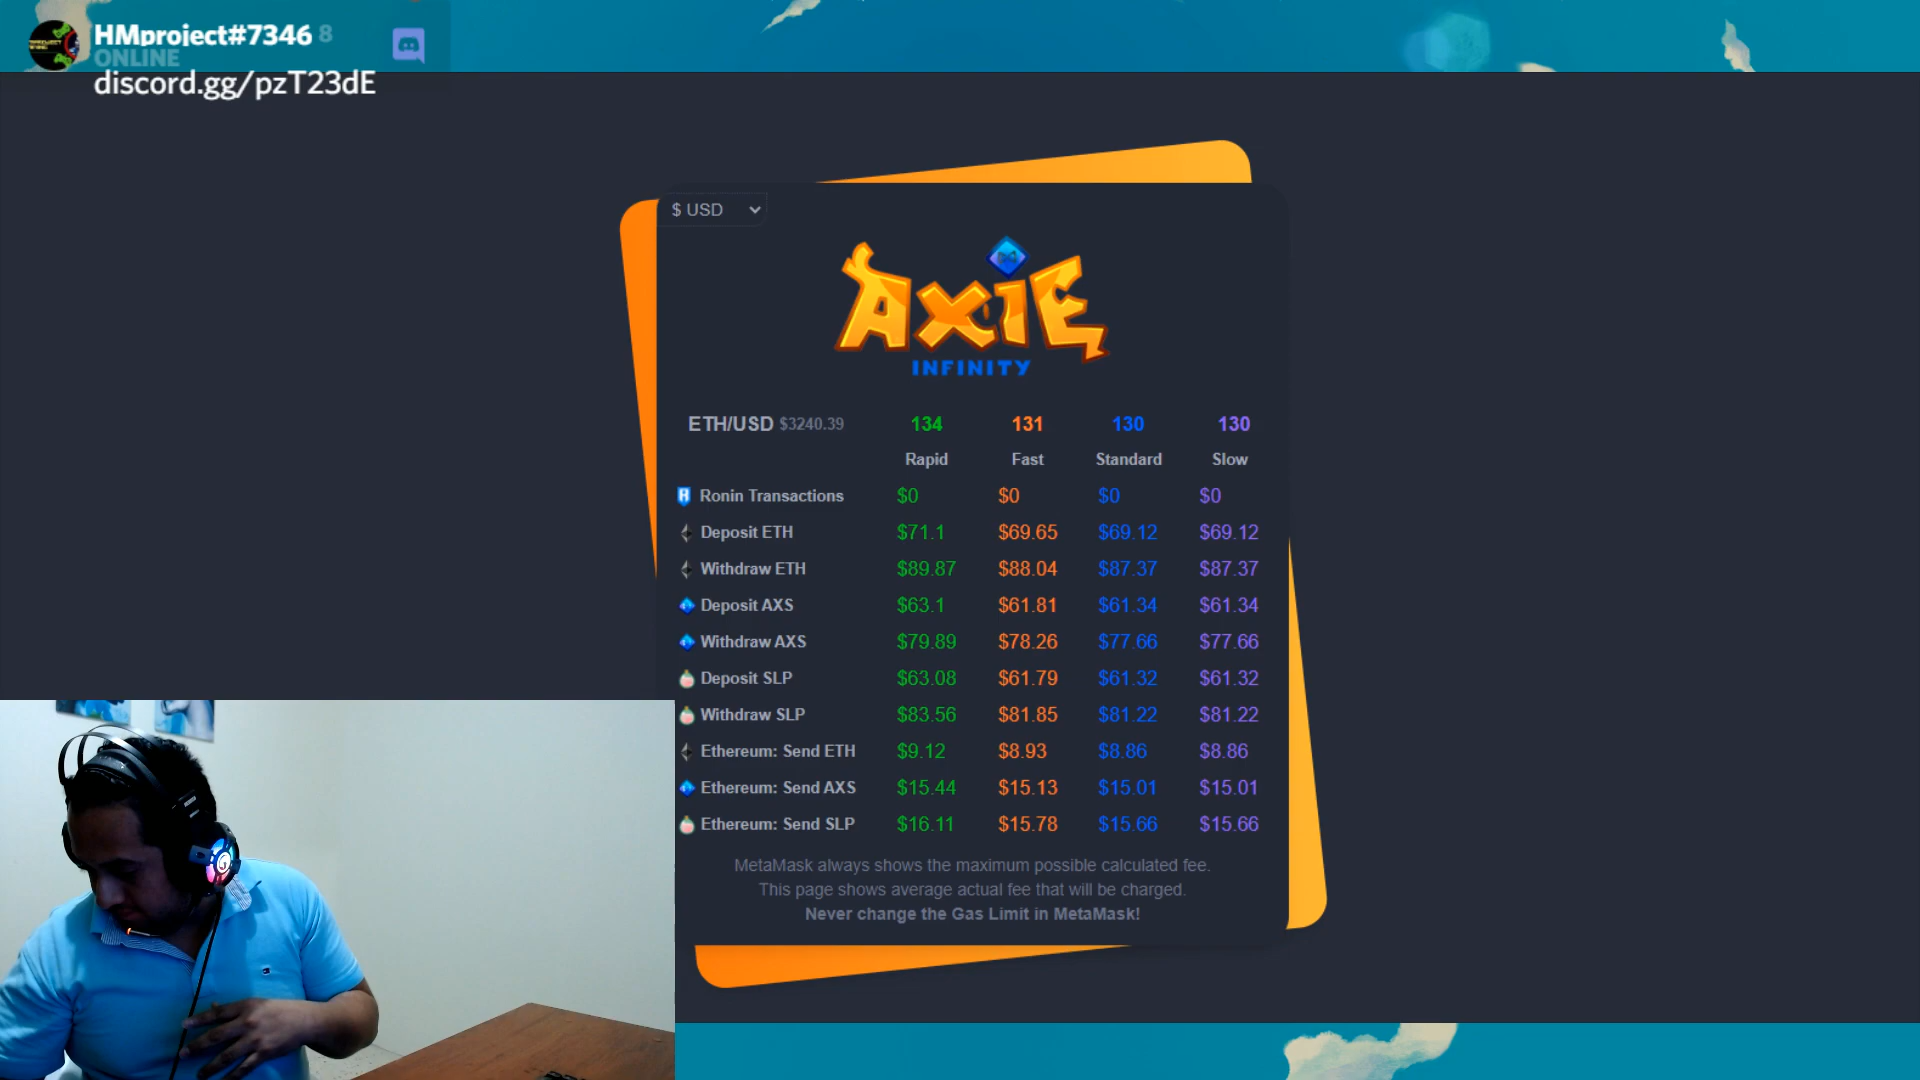 HMproject#7346 8
ONLINE
discord.gg/pzT23dE
$ USD
AXIE
INFINITY
ETH/USD $3240.39 134 131 130 130
Rapid Fast Standard Slow
Ronin Transactions $0 $0 $0 $0
Deposit ETH $71.1 $69.65 $69.12 $69.12
Withdraw ETH $89.87 $88.04 $87.37 $87.37
Deposit AXS $63.1 $61.81 $61.34 $61.34
Withdraw AXS $79.89 $78.26 $77.66 $77.66
Deposit SLP $63.08 $61.79 $61.32 $61.32
Withdraw SLP $83.56 $81.85 $81.22 $81.22
Ethereum: Send ETH $9.12 $8.93 $8.86 $8.86
Ethereum: Send AXS $15.44 $15.13 $15.01 $15.01
Ethereum: Send SLP $16.11 $15.78 $15.66 $15.66
MetaMask always shows the maximum possible calculated fee.
This page shows average actual fee that will be charged.
Never change the Gas Limit in MetaMask!